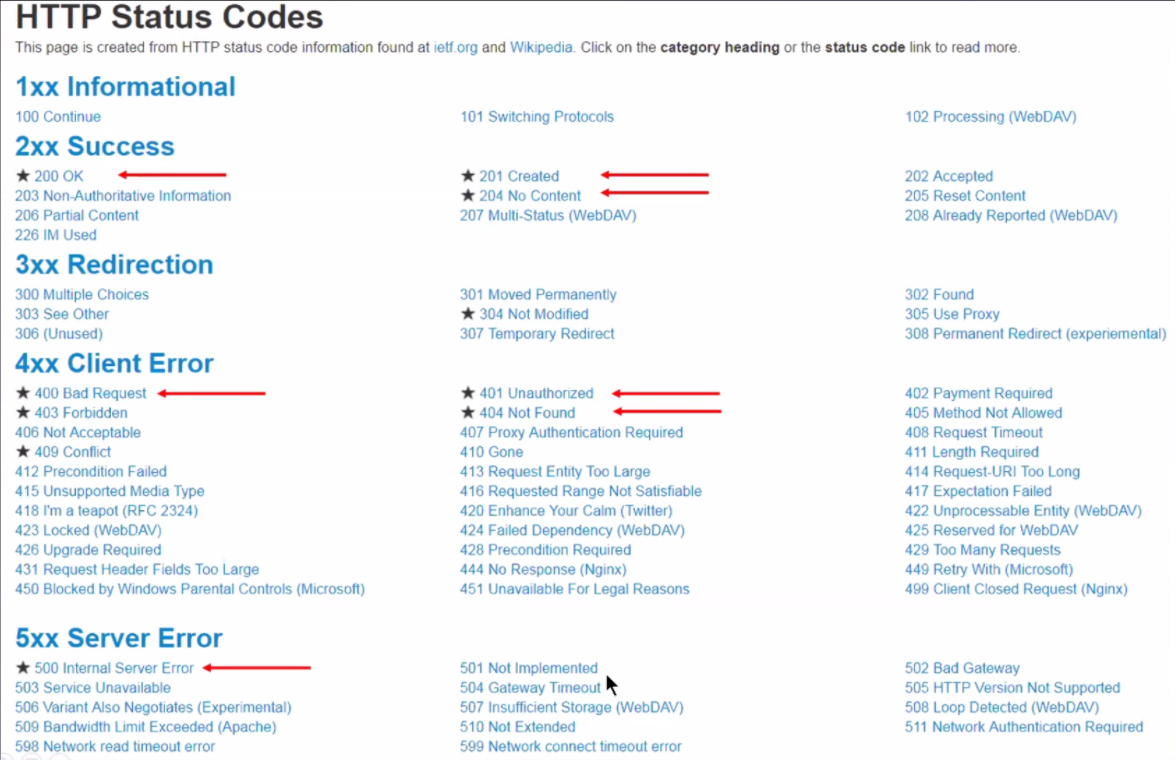 HTTP Status Codes
This page is created from HTTP status code information found at ietf.org and Wikipedia. Click on the category heading or the status code link to read more.
1xx Informational
100 Continue 101 Switching Protocols 102 Processing (WebDAV)
2xx Success
★ 200 OK ★ 201 Created 202 Accepted
203 Non-Authoritative Information ★ 204 No Content 205 Reset Content
206 Partial Content 207 Multi-Status (WebDAV) 208 Already Reported (WebDAV)
226 IM Used
3xx Redirection
300 Multiple Choices 301 Moved Permanently 302 Found
303 See Other ★ 304 Not Modified 305 Use Proxy
306 (Unused) 307 Temporary Redirect 308 Permanent Redirect (experiemental)
4xx Client Error
★ 400 Bad Request ★ 401 Unauthorized 402 Payment Required
★ 403 Forbidden ★ 404 Not Found 405 Method Not Allowed
406 Not Acceptable 407 Proxy Authentication Required 408 Request Timeout
★ 409 Conflict 410 Gone 411 Length Required
412 Precondition Failed 413 Request Entity Too Large 414 Request-URI Too Long
415 Unsupported Media Type 416 Requested Range Not Satisfiable 417 Expectation Failed
418 I'm a teapot (RFC 2324) 420 Enhance Your Calm (Twitter) 422 Unprocessable Entity (WebDAV)
423 Locked (WebDAV) 424 Failed Dependency (WebDAV) 425 Reserved for WebDAV
426 Upgrade Required 428 Precondition Required 429 Too Many Requests
431 Request Header Fields Too Large 444 No Response (Nginx) 449 Retry With (Microsoft)
450 Blocked by Windows Parental Controls (Microsoft) 451 Unavailable For Legal Reasons 499 Client Closed Request (Nginx)
5xx Server Error
★ 500 Internal Server Error 501 Not Implemented 502 Bad Gateway
503 Service Unavailable 504 Gateway Timeout 505 HTTP Version Not Supported
506 Variant Also Negotiates (Experimental) 507 Insufficient Storage (WebDAV) 508 Loop Detected (WebDAV)
509 Bandwidth Limit Exceeded (Apache) 510 Not Extended 511 Network Authentication Required
598 Network read timeout error 599 Network connect timeout error